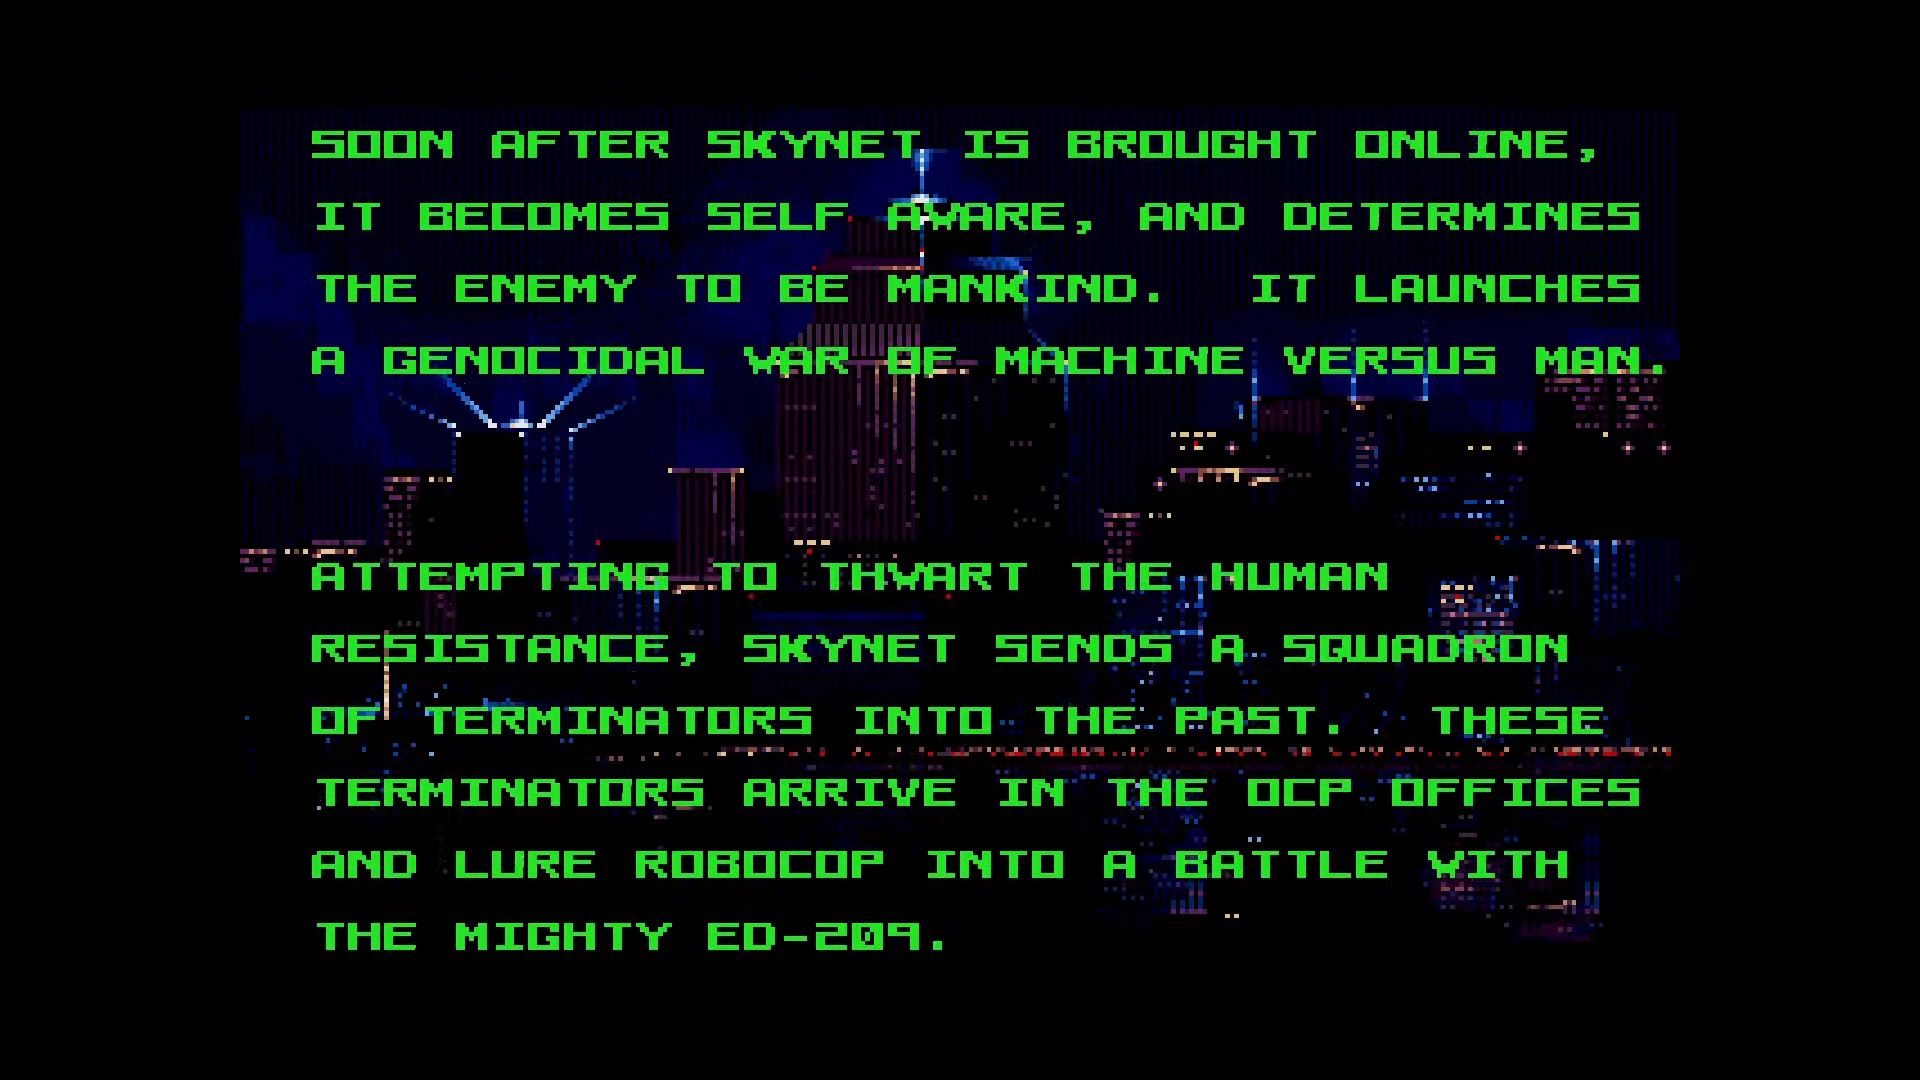 SOON AFTER SKYNET IS BROUGHT ONLINE,
IT BECOMES SELF AWARE, AND DETERMINES
THE ENEMY TO BE MANKIND.  IT LAUNCHES
A GENOCIDAL WAR OF MACHINE VERSUS MAN.
ATTEMPTING TO THWART THE HUMAN
RESISTANCE, SKYNET SENDS A SQUADRON
OF TERMINATORS INTO THE PAST.  THESE
TERMINATORS ARRIVE IN THE OCP OFFICES
AND LURE ROBOCOP INTO A BATTLE WITH
THE MIGHTY ED-209.